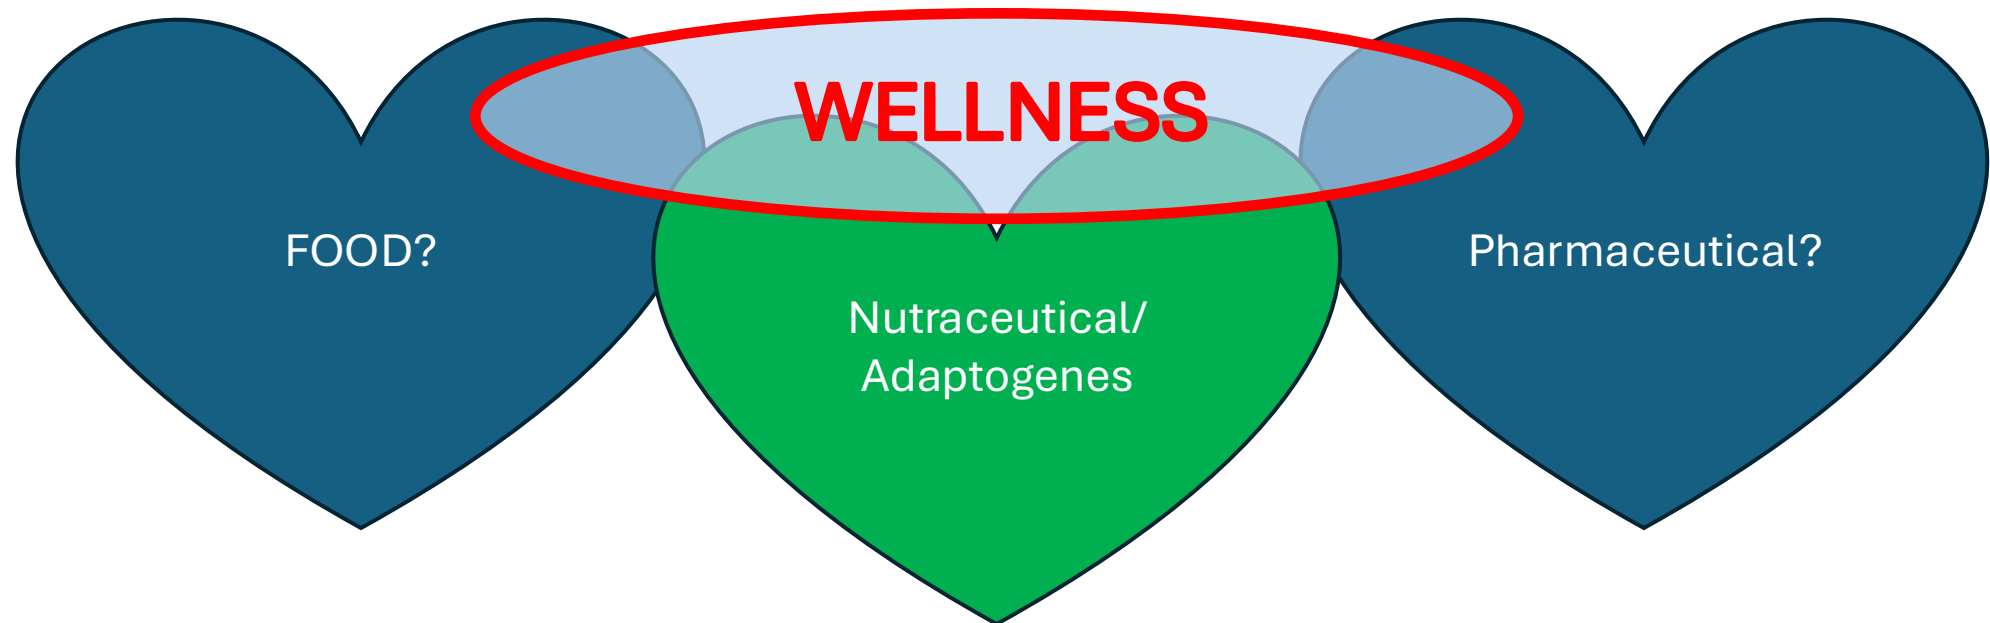 WELLNESS
FOOD?
Nutraceutical/
Adaptogenes
Pharmaceutical?